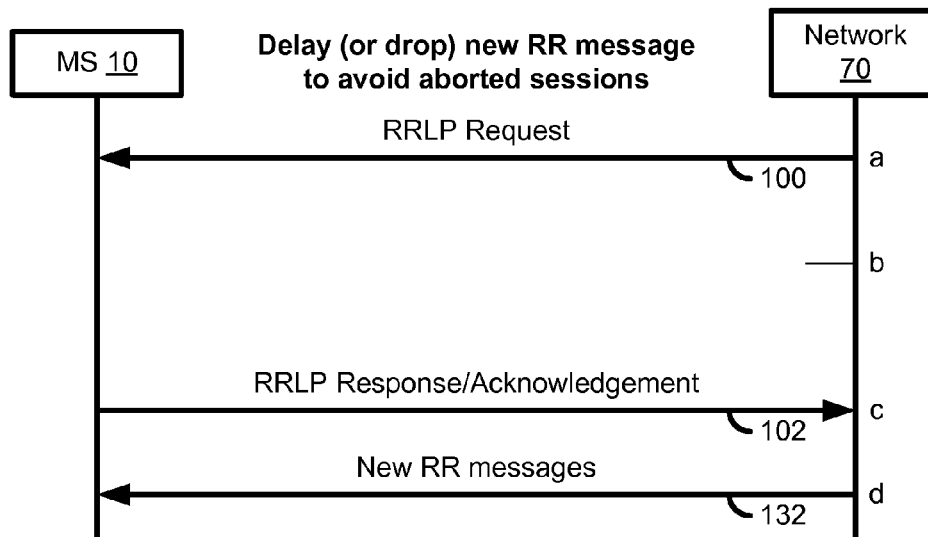 MS 10
Delay (or drop) new RR message
to avoid aborted sessions
Network
70
RRLP Request
a
100
b
RRLP Response/Acknowledgement
c
102
New RR messages
d
132